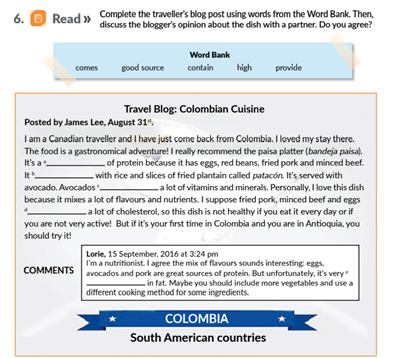 6. Read » Complete the traveller's blog post using words from the Word Bank. Then,
discuss the blogger's opinion about the dish with a partner. Do you agree?
Word Bank
comes good source contain high provide
Travel Blog: Colombian Cuisine
Posted by James Lee, August 31st.
I am a Canadian traveller and I have just come back from Colombia. I loved my stay there.
The food is a gastronomical adventure! I really recommend the paisa platter (bandeja paisa).
It's a a____________ of protein because it has eggs, red beans, fried pork and minced beef.
It b____________ with rice and slices of fried plantain called patacón. It's served with
avocado. Avocados c____________ a lot of vitamins and minerals. Personally, I love this dish
because it mixes a lot of flavours and nutrients. I suppose fried pork, minced beef and eggs
d____________ a lot of cholesterol, so this dish is not healthy if you eat it every day or if
you are not very active! But if it's your first time in Colombia and you are in Antioquia, you
should try it!
COMMENTS
Lorie, 15 September, 2016 at 3:24 pm
I'm a nutritionist. I agree the mix of flavours sounds interesting: eggs,
avocados and pork are great sources of protein. But unfortunately, it's very e
____________ in fat. Maybe you should include more vegetables and use a
different cooking method for some ingredients.
COLOMBIA
South American countries